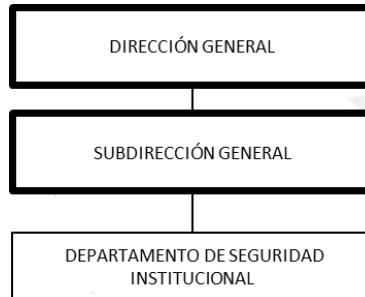 DIRECCIÓN GENERAL
SUBDIRECCIÓN GENERAL
DEPARTAMENTO DE SEGURIDAD
INSTITUCIONAL